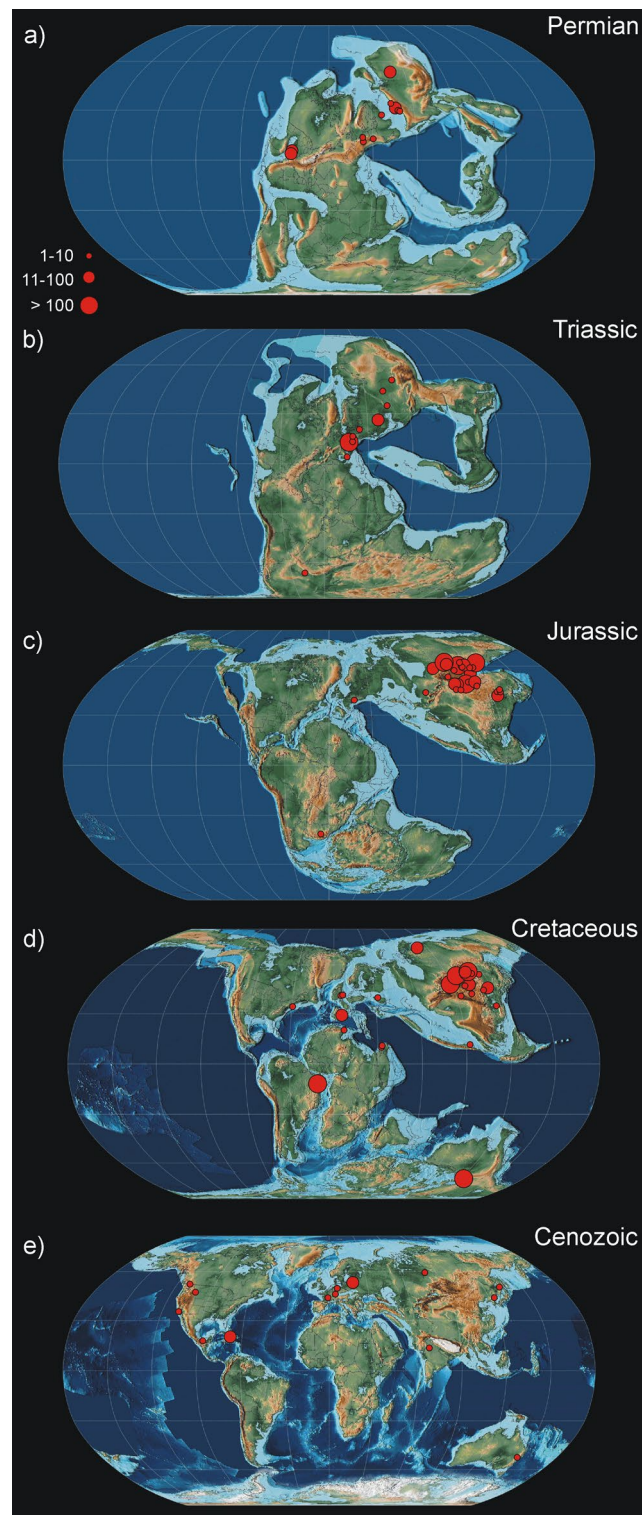 a)
Permian
1-10
11-100
> 100
b)
Triassic
c)
Jurassic
d)
Cretaceous
e)
Cenozoic